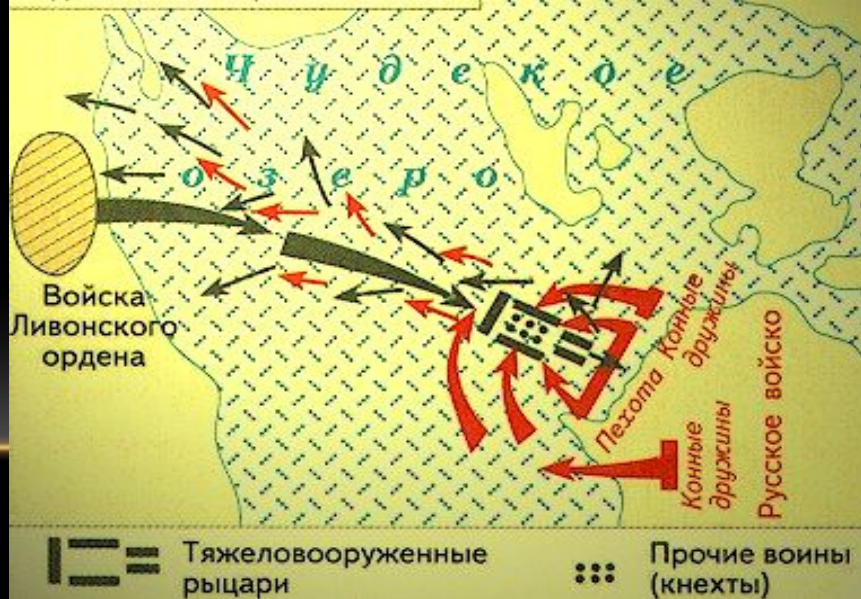 Чудское
озеро
Войска
Ливонского
ордена
Конные
дружины
Пехота
Конные
дружины
Русское войско
Тяжеловооруженные
рыцари
Прочие воины
(кнехты)